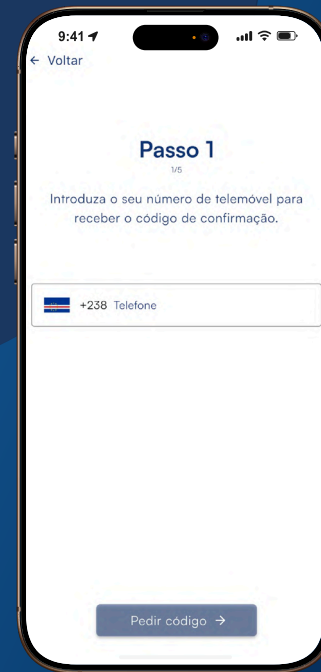 9:41
← Voltar
Passo 1
1/5
Introduza o seu número de telemóvel para
receber o código de confirmação.
+238 Telefone
Pedir código →